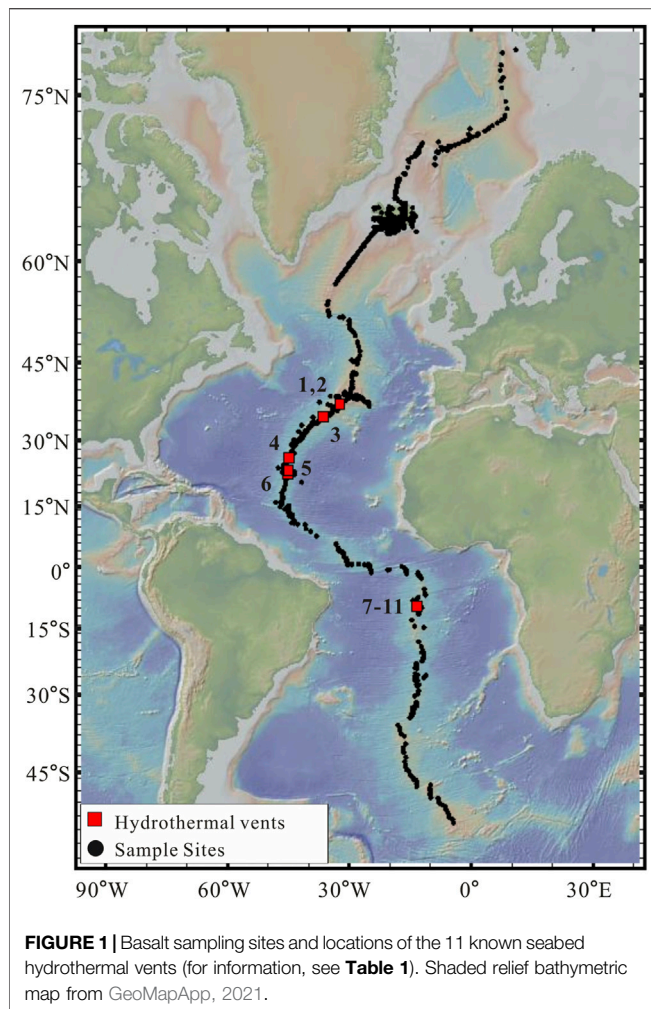 75°N
60°N
45°N
1,2
3
30°N
4
5
6
15°N
0°
7-11
15°S
30°S
45°S
Hydrothermal vents
Sample Sites
90°W 60°W 30°W 0° 30°E
FIGURE 1 | Basalt sampling sites and locations of the 11 known seabed
hydrothermal vents (for information, see Table 1). Shaded relief bathymetric
map from GeoMapApp, 2021.